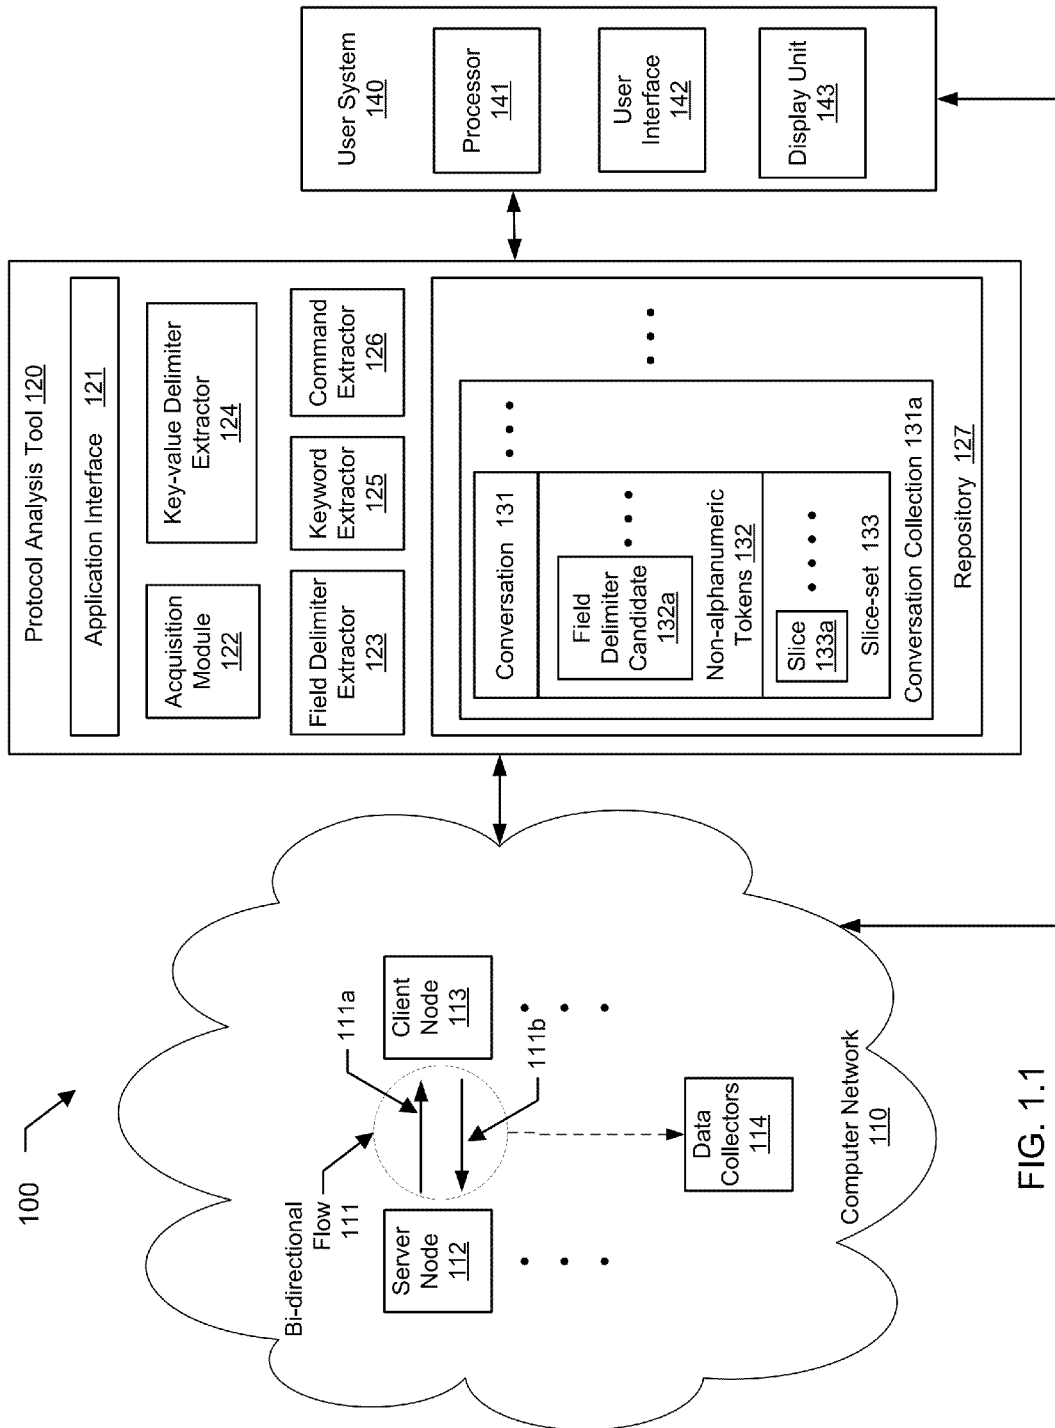 100
Bi-directional
Flow
111
Server
Node
112
Client
Node
113
111a
111b
Data
Collectors
114
Computer Network
110
Protocol Analysis Tool 120
Application Interface 121
Acquisition
Module
122
Key-value Delimiter
Extractor
124
Field Delimiter
Extractor
123
Keyword
Extractor
125
Command
Extractor
126
Conversation 131
Field
Delimiter
Candidate
132a
Non-alphanumeric
Tokens 132
Slice
133a
Slice-set 133
Conversation Collection 131a
Repository 127
User System
140
Processor
141
User
Interface
142
Display Unit
143
FIG. 1.1